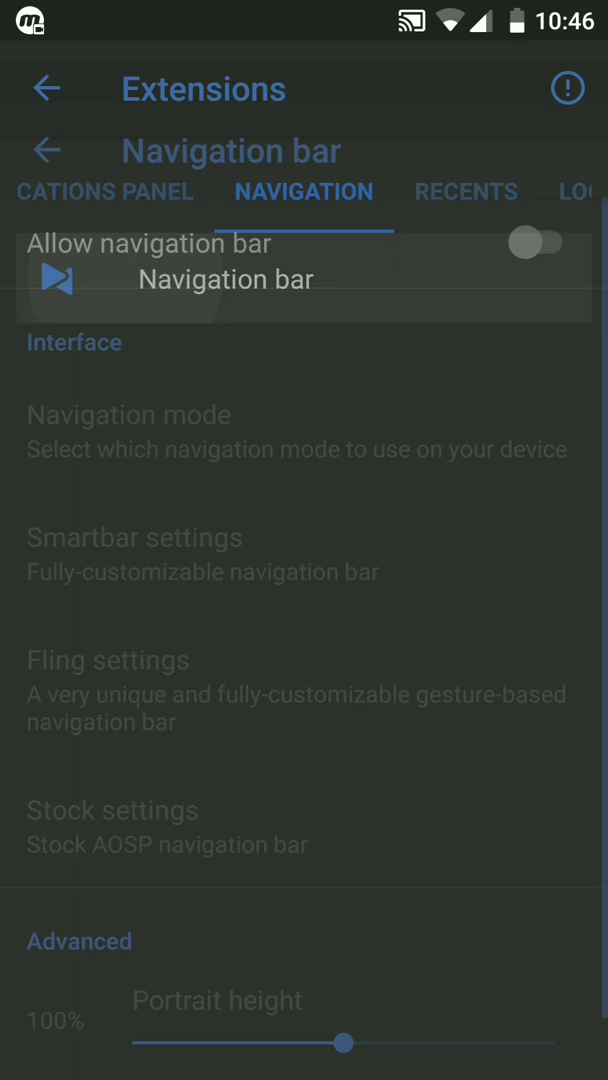 10:46
Extensions
Navigation bar
CATIONS PANEL NAVIGATION RECENTS LO
Allow navigation bar
Navigation bar
Interface
Navigation mode
Select which navigation mode to use on your device
Smartbar settings
Fully-customizable navigation bar
Fling settings
A very unique and fully-customizable gesture-based
navigation bar
Stock settings
Stock AOSP navigation bar
Advanced
Portrait height
100%